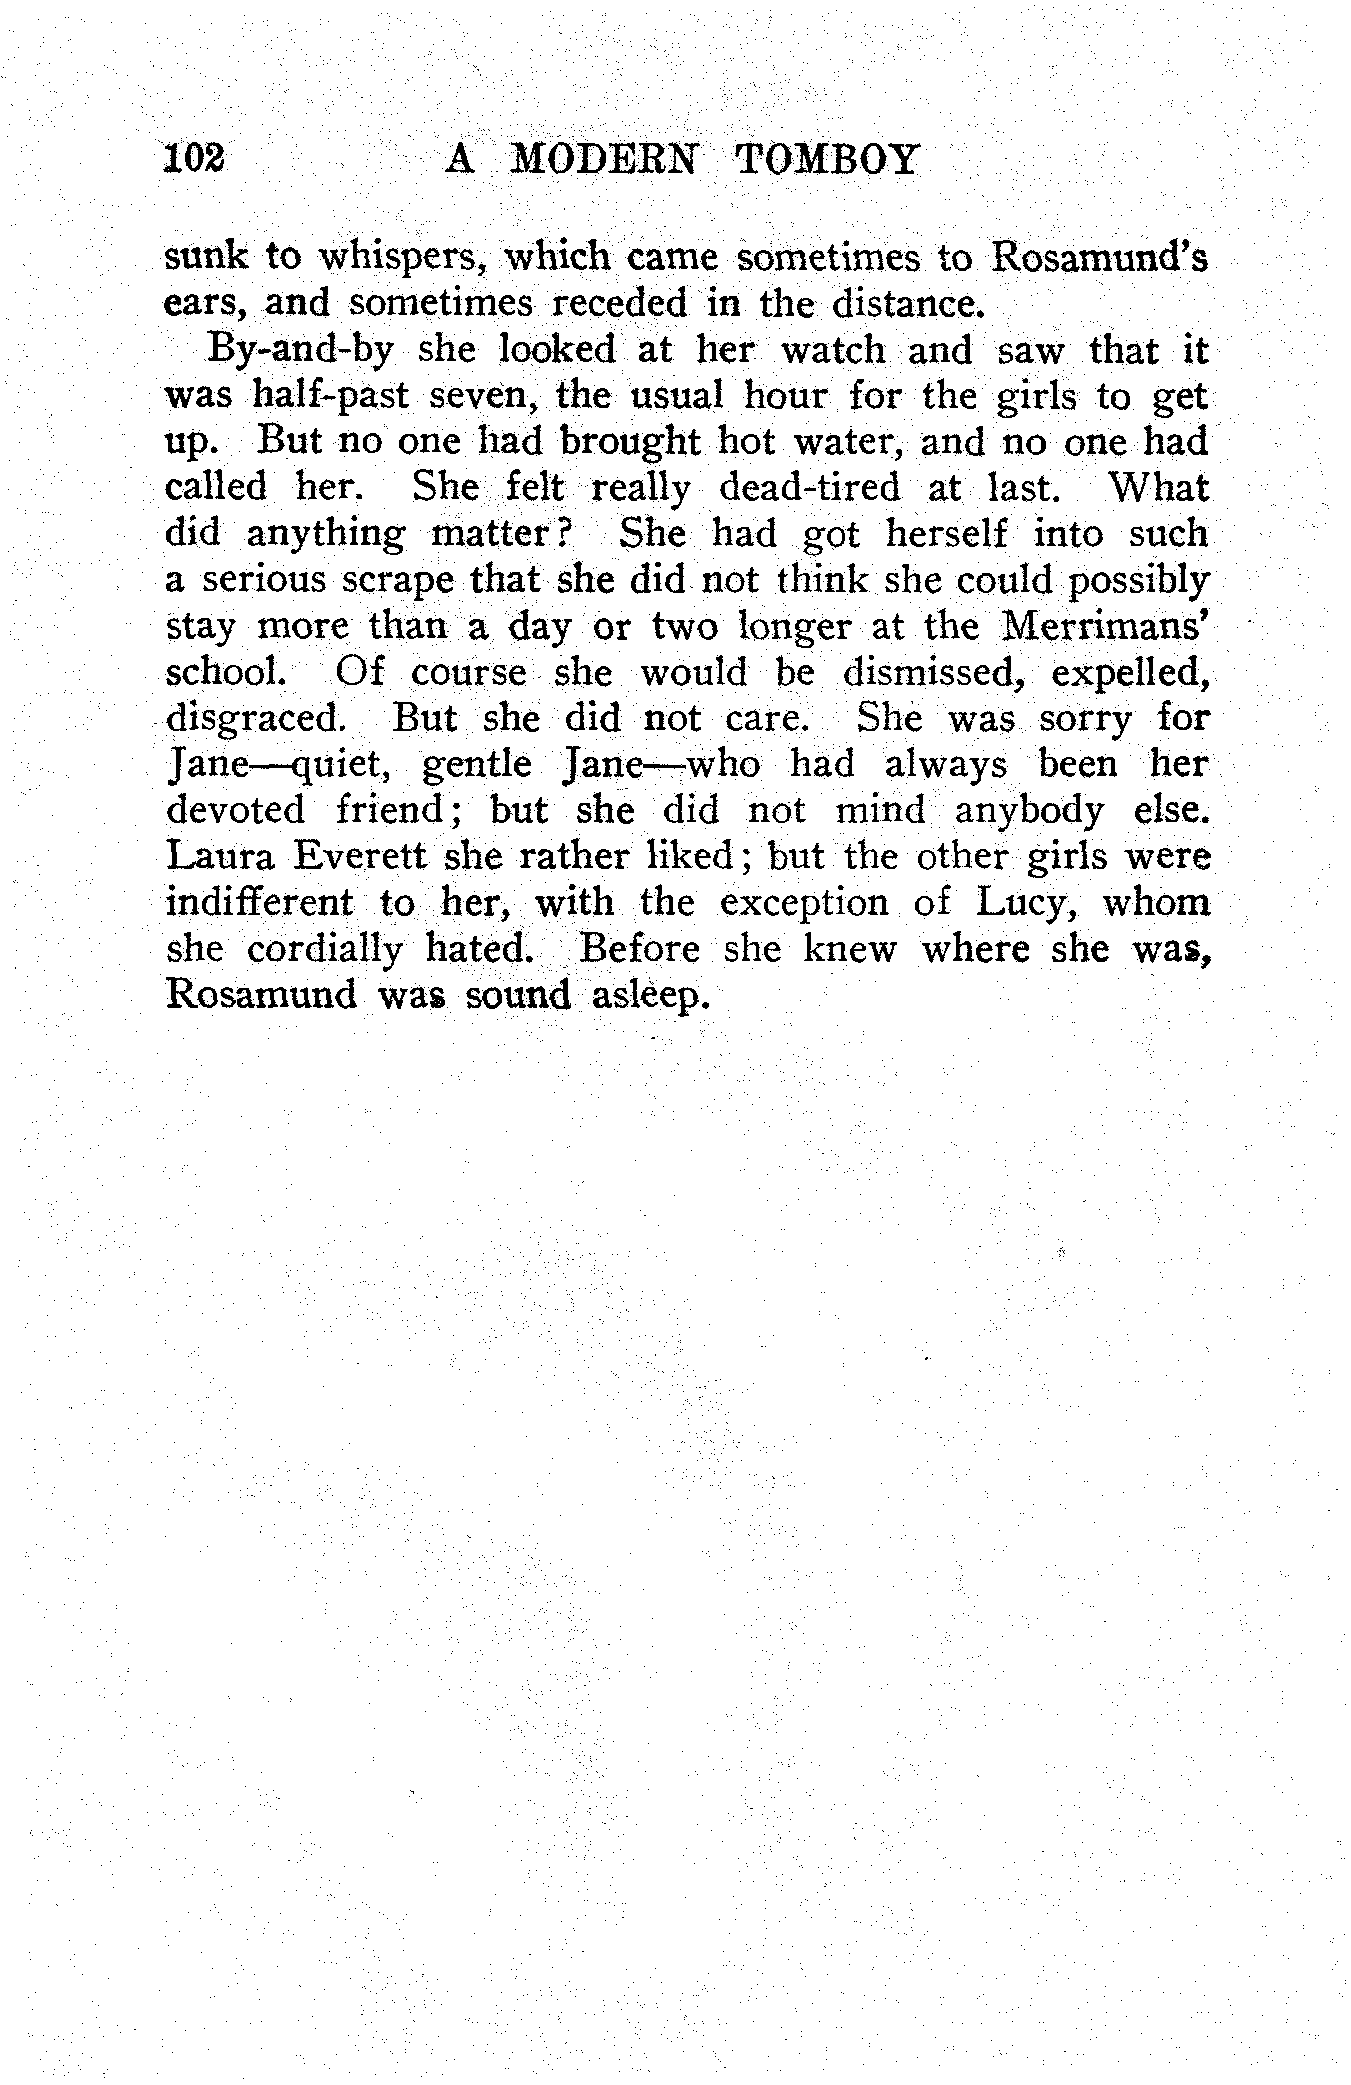 102 A MODERN TOMBOY
sunk to whispers, which came sometimes to Rosamund's
ears, and sometimes receded in the distance.
By-and-by she looked at her watch and saw that it
was half-past seven, the usual hour for the girls to get
up. But no one had brought hot water, and no one had
called her. She felt really dead-tired at last. What
did anything matter? She had got herself into such
a serious scrape that she did not think she could possibly
stay more than a day or two longer at the Merrimans'
school. Of course she would be dismissed, expelled,
disgraced. But she did not care. She was sorry for
Jane—quiet, gentle Jane—who had always been her
devoted friend; but she did not mind anybody else.
Laura Everett she rather liked; but the other girls were
indifferent to her, with the exception of Lucy, whom
she cordially hated. Before she knew where she was,
Rosamund was sound asleep.